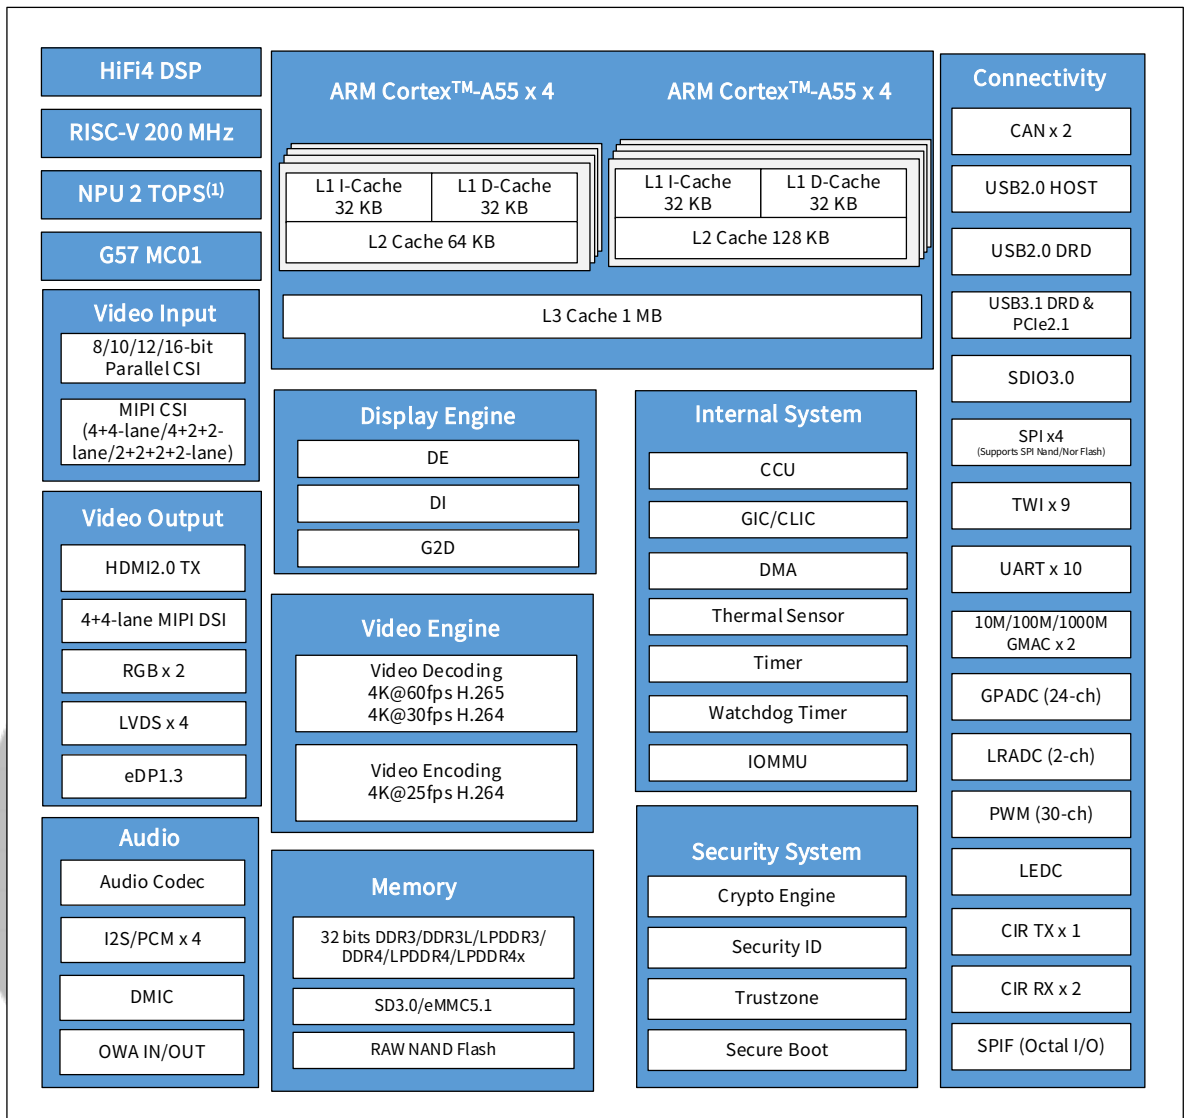 HiFi4 DSP
RISC-V 200 MHz
NPU 2 TOPS(1)
G57 MC01
Video Input
8/10/12/16-bit
Parallel CSI
MIPI CSI
(4+4-lane/4+2+2-
lane/2+2+2+2-lane)
Video Output
HDMI2.0 TX
4+4-lane MIPI DSI
RGB x 2
LVDS x 4
eDP1.3
Audio
Audio Codec
I2S/PCM x 4
DMIC
OWA IN/OUT
ARM Cortex™-A55 x 4
L1 I-Cache
32 KB
L1 D-Cache
32 KB
L2 Cache 64 KB
ARM Cortex™-A55 x 4
L1 I-Cache
32 KB
L1 D-Cache
32 KB
L2 Cache 128 KB
L3 Cache 1 MB
Display Engine
DE
DI
G2D
Video Engine
Video Decoding
4K@60fps H.265
4K@30fps H.264
Video Encoding
4K@25fps H.264
Memory
32 bits DDR3/DDR3L/LPDDR3/
DDR4/LPDDR4/LPDDR4x
SD3.0/eMMC5.1
RAW NAND Flash
Internal System
CCU
GIC/CLIC
DMA
Thermal Sensor
Timer
Watchdog Timer
IOMMU
Security System
Crypto Engine
Security ID
Trustzone
Secure Boot
Connectivity
CAN x 2
USB2.0 HOST
USB2.0 DRD
USB3.1 DRD &
PCIe2.1
SDIO3.0
SPI x4
(Supports SPI Nand/Nor Flash)
TWI x 9
UART x 10
10M/100M/1000M
GMAC x 2
GPADC (24-ch)
LRADC (2-ch)
PWM (30-ch)
LEDC
CIR TX x 1
CIR RX x 2
SPIF (Octal I/O)